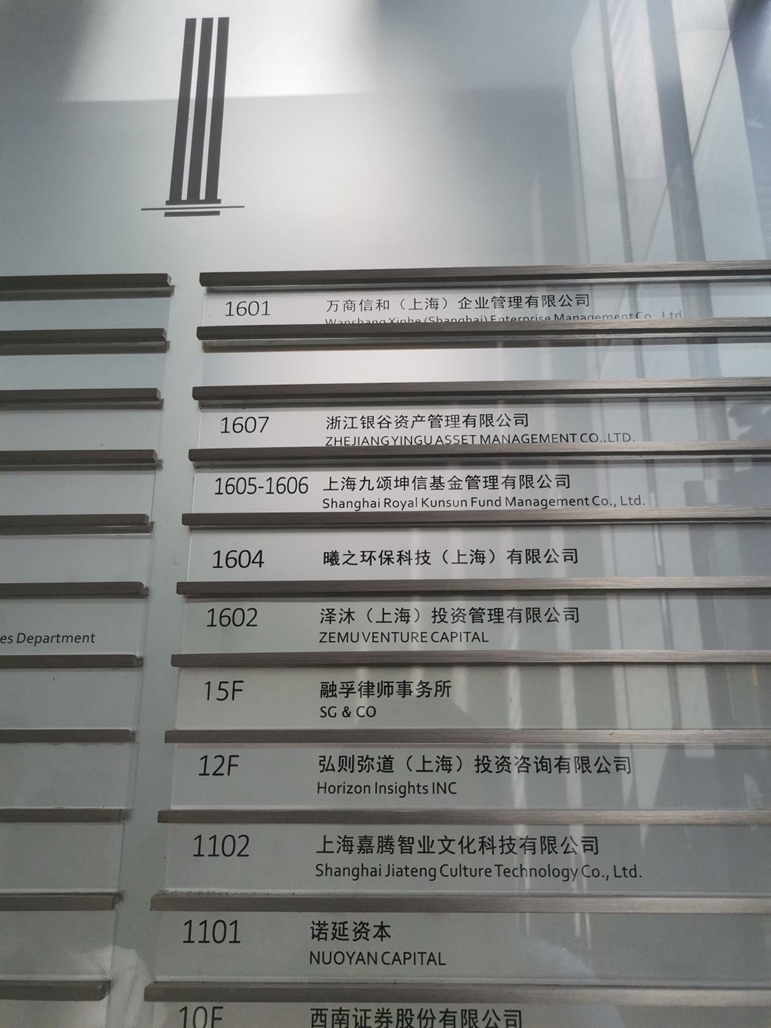 1601 万商信和（上海）企业管理有限公司
Wanshang Xinhe (Shanghai) Enterprise Management Co., Ltd
1607 浙江银谷资产管理有限公司
ZHEJIANG YINGU ASSET MANAGEMENT CO.,LTD.
1605-1606 上海九颂坤信基金管理有限公司
Shanghai Royal Kunsun Fund Management Co., Ltd.
1604 曦之环保科技（上海）有限公司
1602 泽沐（上海）投资管理有限公司
ZEMU VENTURE CAPITAL
es Department
15F 融孚律师事务所
SG & CO
12F 弘则弥道（上海）投资咨询有限公司
Horizon Insights INC
1102 上海嘉腾智业文化科技有限公司
Shanghai Jiateng Culture Technology Co., Ltd.
1101 诺延资本
NUOYAN CAPITAL
10F 西南证券股份有限公司